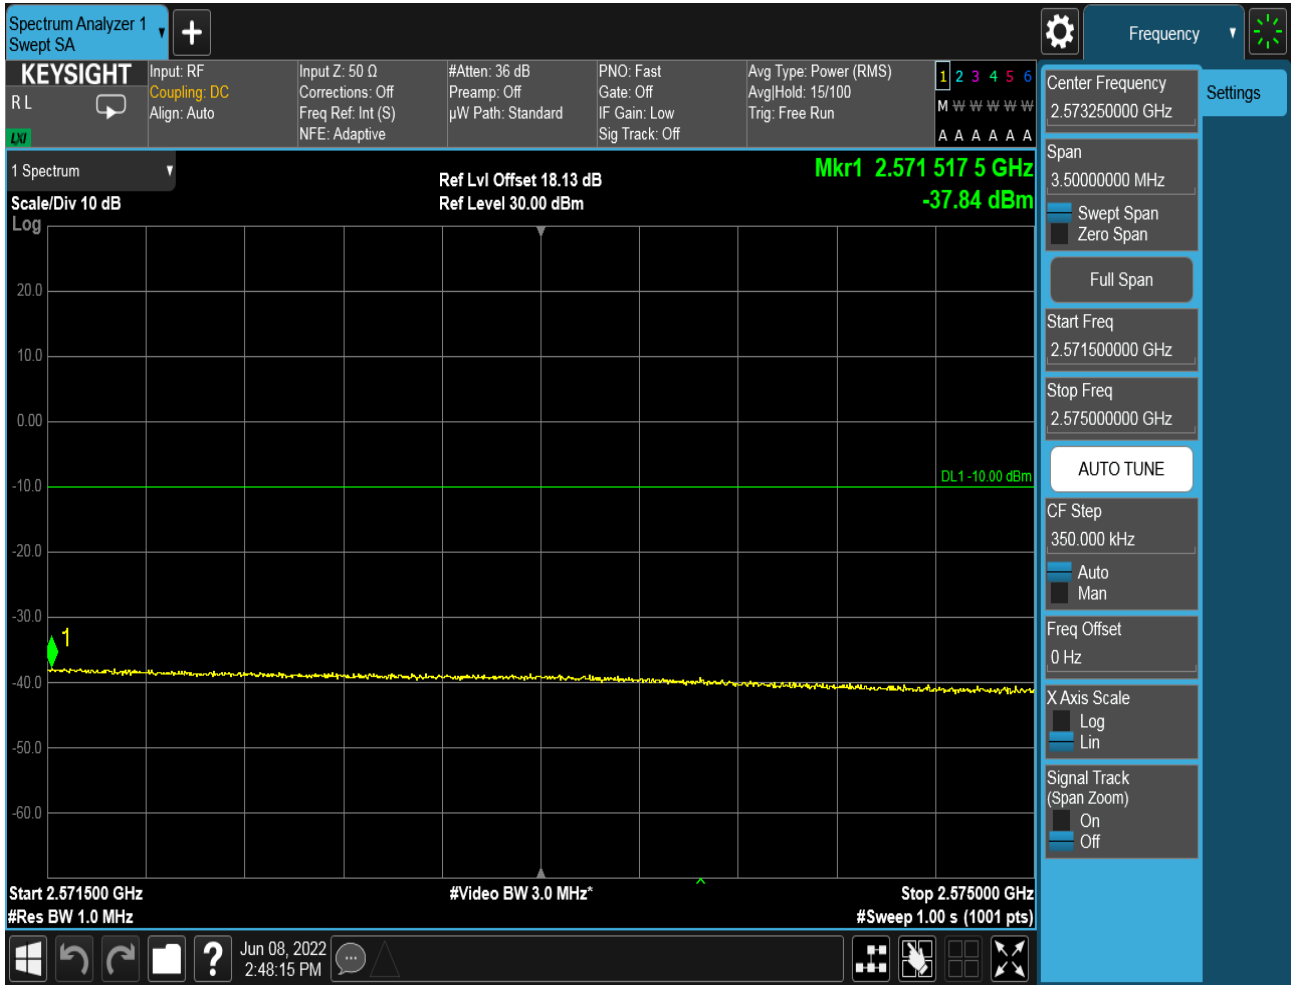 Spectrum Analyzer 1
Swept SA
Frequency
KEYSIGHT
R L
LXI
Input: RF
Coupling: DC
Align: Auto
Input Z: 50 Ω
Corrections: Off
Freq Ref: Int (S)
NFE: Adaptive
#Atten: 36 dB
Preamp: Off
µW Path: Standard
PNO: Fast
Gate: Off
IF Gain: Low
Sig Track: Off
Avg Type: Power (RMS)
Avg|Hold: 15/100
Trig: Free Run
1 2 3 4 5 6
M W W W W W
A A A A A A
1 Spectrum
Scale/Div 10 dB
Log
Ref Lvl Offset 18.13 dB
Ref Level 30.00 dBm
Mkr1 2.571 517 5 GHz
-37.84 dBm
20.0
10.0
0.00
-10.0
-20.0
-30.0
-40.0
-50.0
-60.0
DL1 -10.00 dBm
1
Start 2.571500 GHz
#Res BW 1.0 MHz
#Video BW 3.0 MHz*
Stop 2.575000 GHz
#Sweep 1.00 s (1001 pts)
Jun 08, 2022
2:48:15 PM
Center Frequency
2.573250000 GHz
Span
3.50000000 MHz
Swept Span
Zero Span
Full Span
Start Freq
2.571500000 GHz
Stop Freq
2.575000000 GHz
AUTO TUNE
CF Step
350.000 kHz
Auto
Man
Freq Offset
0 Hz
X Axis Scale
Log
Lin
Signal Track
(Span Zoom)
On
Off
Settings